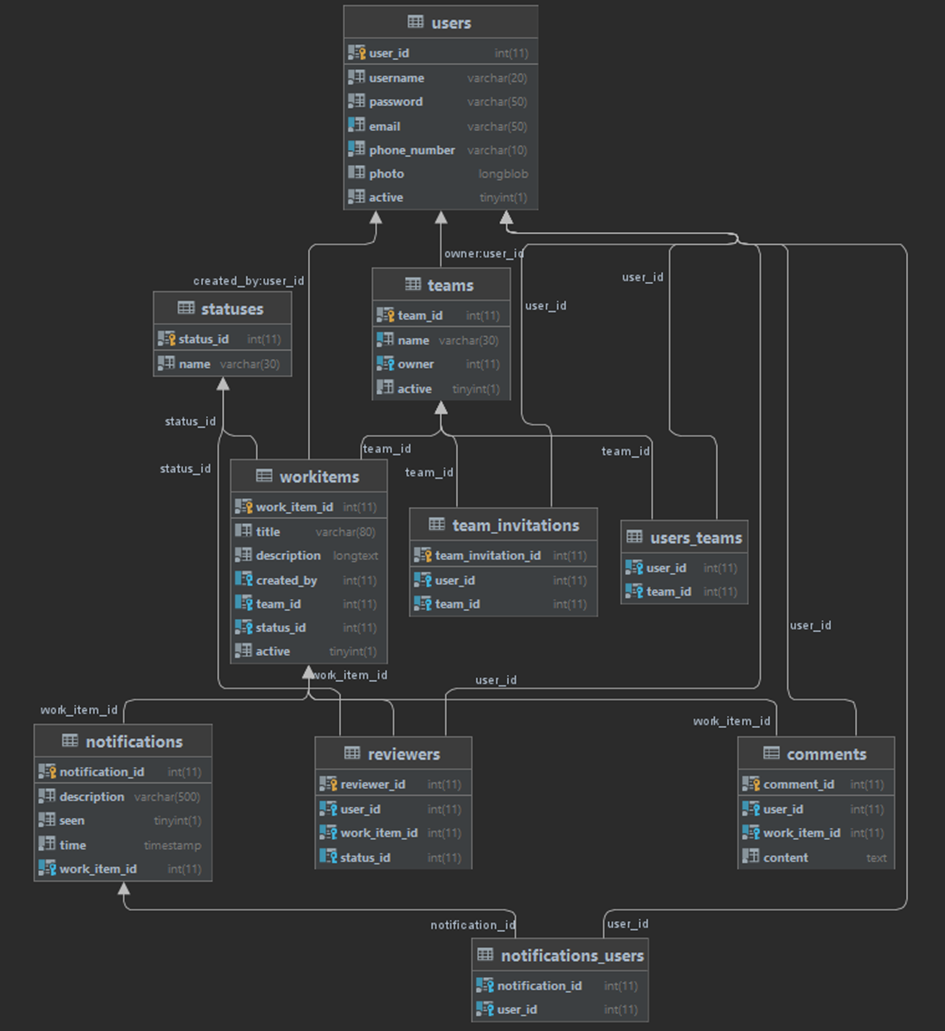 users
user_id int(11)
username varchar(20)
password varchar(50)
email varchar(50)
phone_number varchar(10)
photo longblob
active tinyint(1)
created_by:user_id
owner:user_id
user_id
user_id
statuses
status_id int(11)
name varchar(30)
teams
team_id int(11)
name varchar(30)
owner int(11)
active tinyint(1)
status_id
status_id
team_id
team_id
team_id
workitems
work_item_id int(11)
title varchar(80)
description longtext
created_by int(11)
team_id int(11)
status_id int(11)
active tinyint(1)
team_invitations
team_invitation_id int(11)
user_id int(11)
team_id int(11)
users_teams
user_id int(11)
team_id int(11)
user_id
work_item_id
user_id
work_item_id
work_item_id
notifications
notification_id int(11)
description varchar(500)
seen tinyint(1)
time timestamp
work_item_id int(11)
reviewers
reviewer_id int(11)
user_id int(11)
work_item_id int(11)
status_id int(11)
comments
comment_id int(11)
user_id int(11)
work_item_id int(11)
content text
notification_id
user_id
notifications_users
notification_id int(11)
user_id int(11)